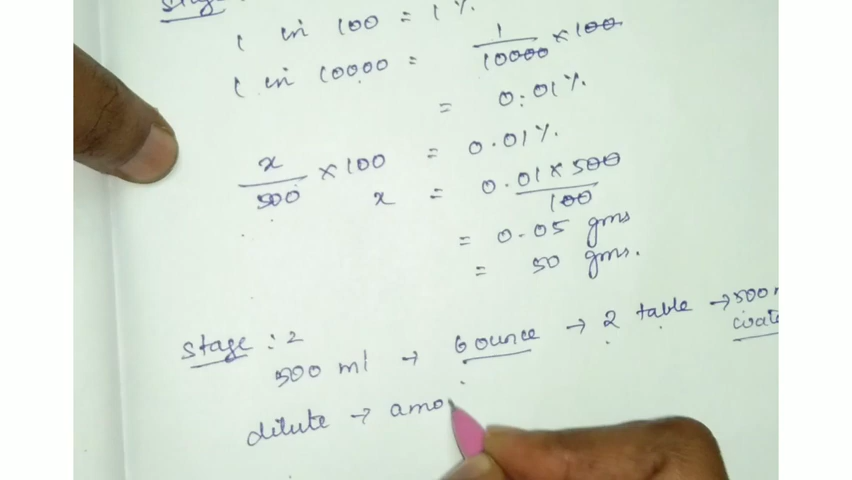 Stage
1 in 100 = 1 %
1 in 10000 = 1/10000 × 100
= 0.01 %
x/500 × 100 = 0.01 %.
x = 0.01 × 500/100
= 0.05 gms
= 50 gms.
Stage : 2
500 ml → 6 ounce → 2 table → 500
dilute → amo